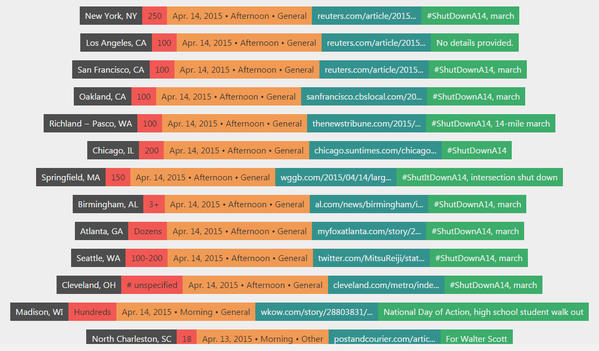 New York, NY 250 Apr. 14, 2015 • Afternoon • General reuters.com/article/2015... #ShutDownA14, march
Los Angeles, CA 100 Apr. 14, 2015 • Afternoon • General reuters.com/article/2015... No details provided.
San Francisco, CA 100 Apr. 14, 2015 • Afternoon • General reuters.com/article/2015... #ShutDownA14, march
Oakland, CA 100 Apr. 14, 2015 • Afternoon • General sanfrancisco.cbslocal.com/20... #ShutDownA14, march
Richland – Pasco, WA 100 Apr. 14, 2015 • Afternoon • General thenewstribune.com/2015/... #ShutDownA14, 14-mile march
Chicago, IL 200 Apr. 14, 2015 • Afternoon • General chicago.suntimes.com/chicago... #ShutDownA14
Springfield, MA 150 Apr. 14, 2015 • Afternoon • General wggb.com/2015/04/14/larg... #ShutItDownA14, intersection shut down
Birmingham, AL 3+ Apr. 14, 2015 • Afternoon • General al.com/news/birmingham/i... #ShutDownA14, march
Atlanta, GA Dozens Apr. 14, 2015 • Afternoon • General myfoxatlanta.com/story/2... #ShutDownA14, march
Seattle, WA 100-200 Apr. 14, 2015 • Afternoon • General twitter.com/MitsuReiji/stat... #ShutDownA14, march
Cleveland, OH # unspecified Apr. 14, 2015 • Afternoon • General cleveland.com/metro/inde... #ShutDownA14, march
Madison, WI Hundreds Apr. 14, 2015 • Morning • General wkow.com/story/28803831/... National Day of Action, high school student walk out
North Charleston, SC 18 Apr. 13, 2015 • Morning • Other postandcourier.com/artic... For Walter Scott